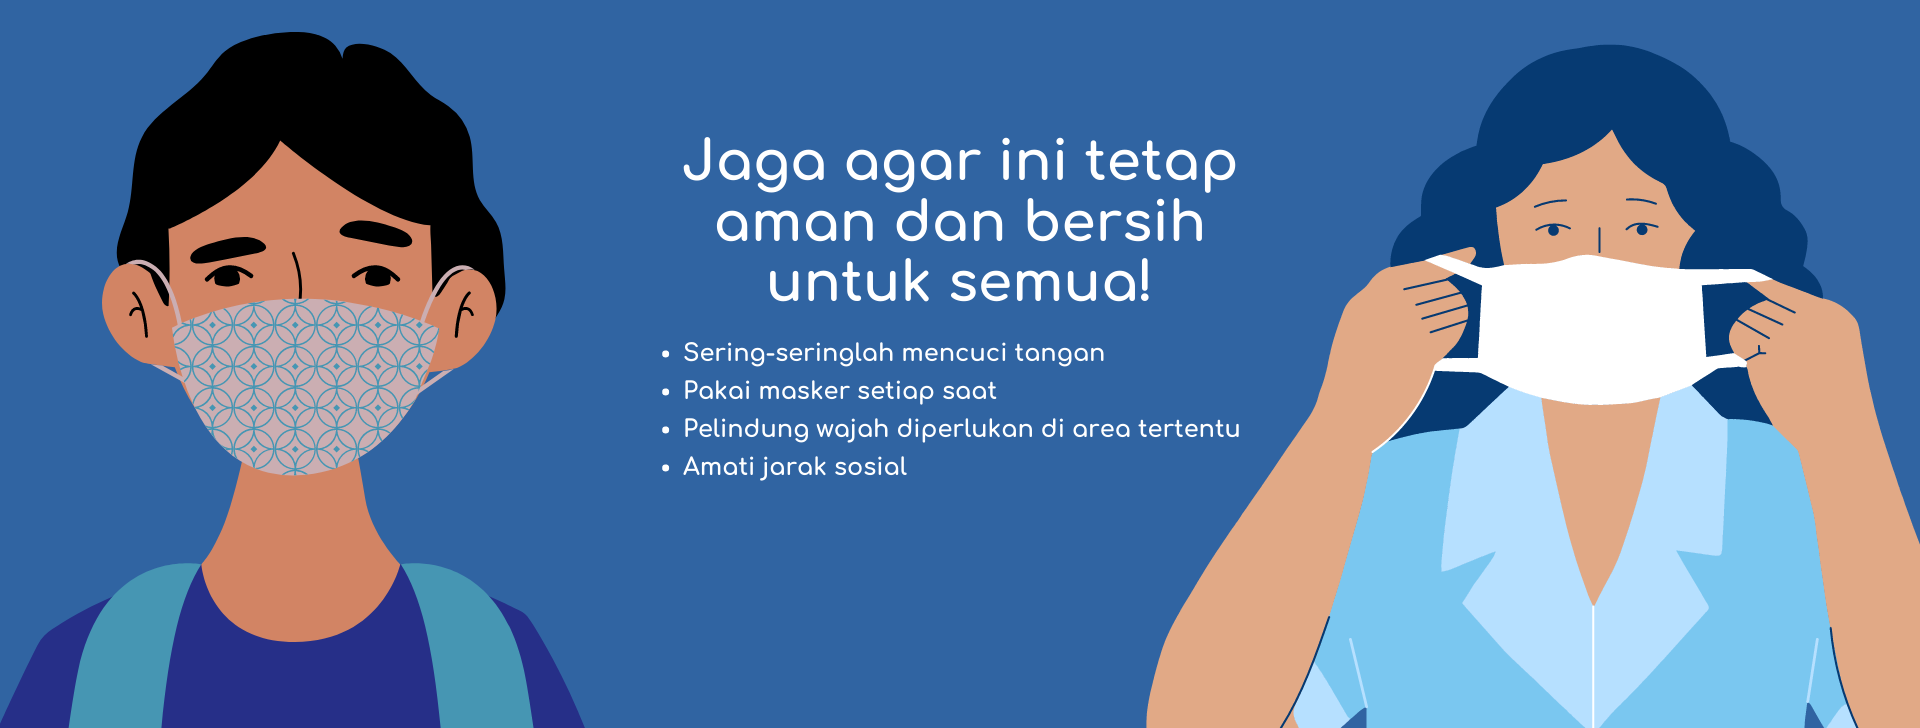 Jaga agar ini tetap
aman dan bersih
untuk semua!
• Sering-seringlah mencuci tangan
• Pakai masker setiap saat
• Pelindung wajah diperlukan di area tertentu
• Amati jarak sosial